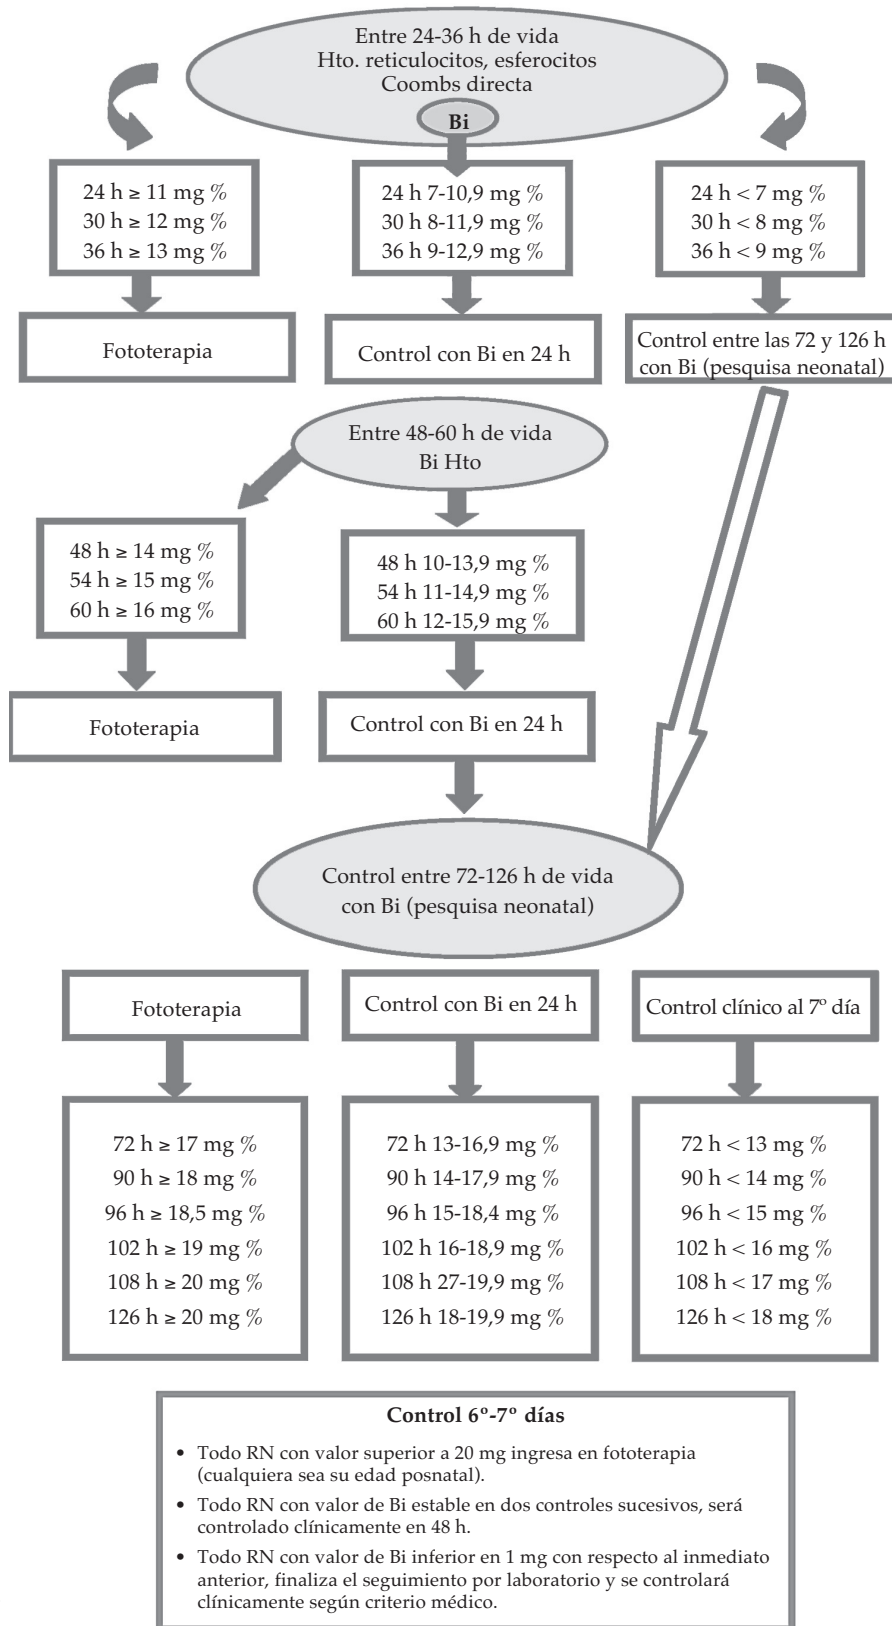 Entre 24-36 h de vida
Hto. reticulocitos, esferocitos
Coombs directa
Bi
24 h ≥ 11 mg %
30 h ≥ 12 mg %
36 h ≥ 13 mg %
24 h 7-10,9 mg %
30 h 8-11,9 mg %
36 h 9-12,9 mg %
24 h < 7 mg %
30 h < 8 mg %
36 h < 9 mg %
Fototerapia
Control con Bi en 24 h
Control entre las 72 y 126 h
con Bi (pesquisa neonatal)
Entre 48-60 h de vida
Bi Hto
48 h ≥ 14 mg %
54 h ≥ 15 mg %
60 h ≥ 16 mg %
48 h 10-13,9 mg %
54 h 11-14,9 mg %
60 h 12-15,9 mg %
Fototerapia
Control con Bi en 24 h
Control entre 72-126 h de vida
con Bi (pesquisa neonatal)
Fototerapia
Control con Bi en 24 h
Control clínico al 7º día
72 h ≥ 17 mg %
90 h ≥ 18 mg %
96 h ≥ 18,5 mg %
102 h ≥ 19 mg %
108 h ≥ 20 mg %
126 h ≥ 20 mg %
72 h 13-16,9 mg %
90 h 14-17,9 mg %
96 h 15-18,4 mg %
102 h 16-18,9 mg %
108 h 27-19,9 mg %
126 h 18-19,9 mg %
72 h < 13 mg %
90 h < 14 mg %
96 h < 15 mg %
102 h < 16 mg %
108 h < 17 mg %
126 h < 18 mg %
Control 6º-7º días
• Todo RN con valor superior a 20 mg ingresa en fototerapia
(cualquiera sea su edad posnatal).
• Todo RN con valor de Bi estable en dos controles sucesivos, será
controlado clínicamente en 48 h.
• Todo RN con valor de Bi inferior en 1 mg con respecto al inmediato
anterior, finaliza el seguimiento por laboratorio y se controlará
clínicamente según criterio médico.